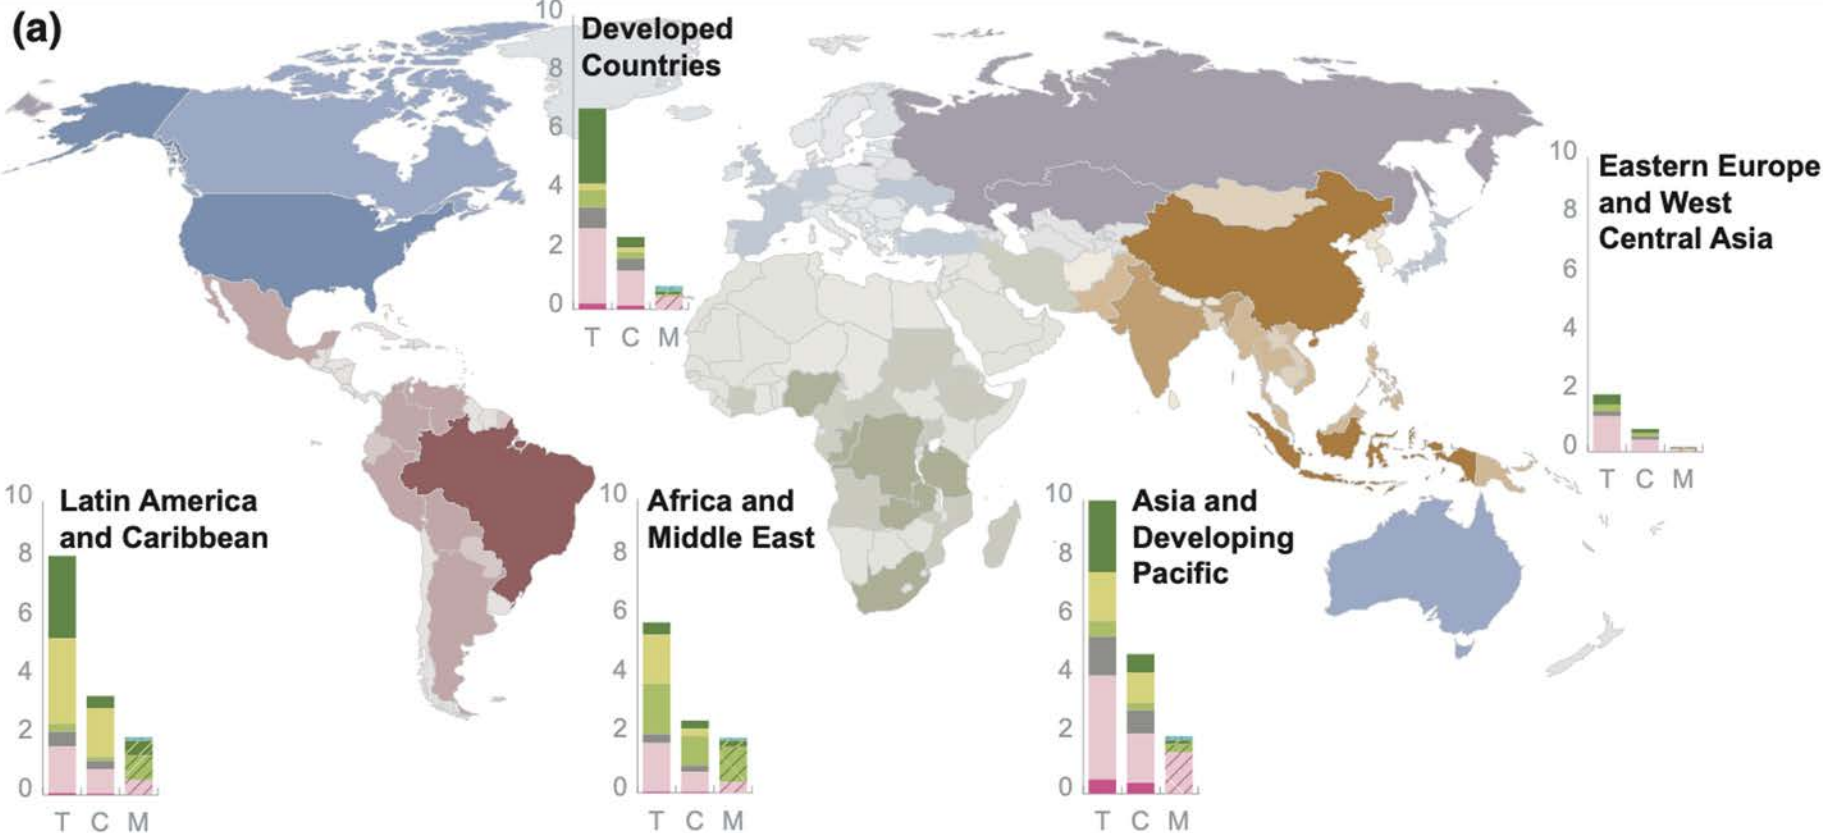 (a)
10
8
6
4
2
0
Developed
Countries
T C M
10
8
6
4
2
0
Eastern Europe
and West
Central Asia
T C M
10
8
6
4
2
0
Latin America
and Caribbean
T C M
10
8
6
4
2
0
Africa and
Middle East
T C M
10
8
6
4
2
0
Asia and
Developing
Pacific
T C M